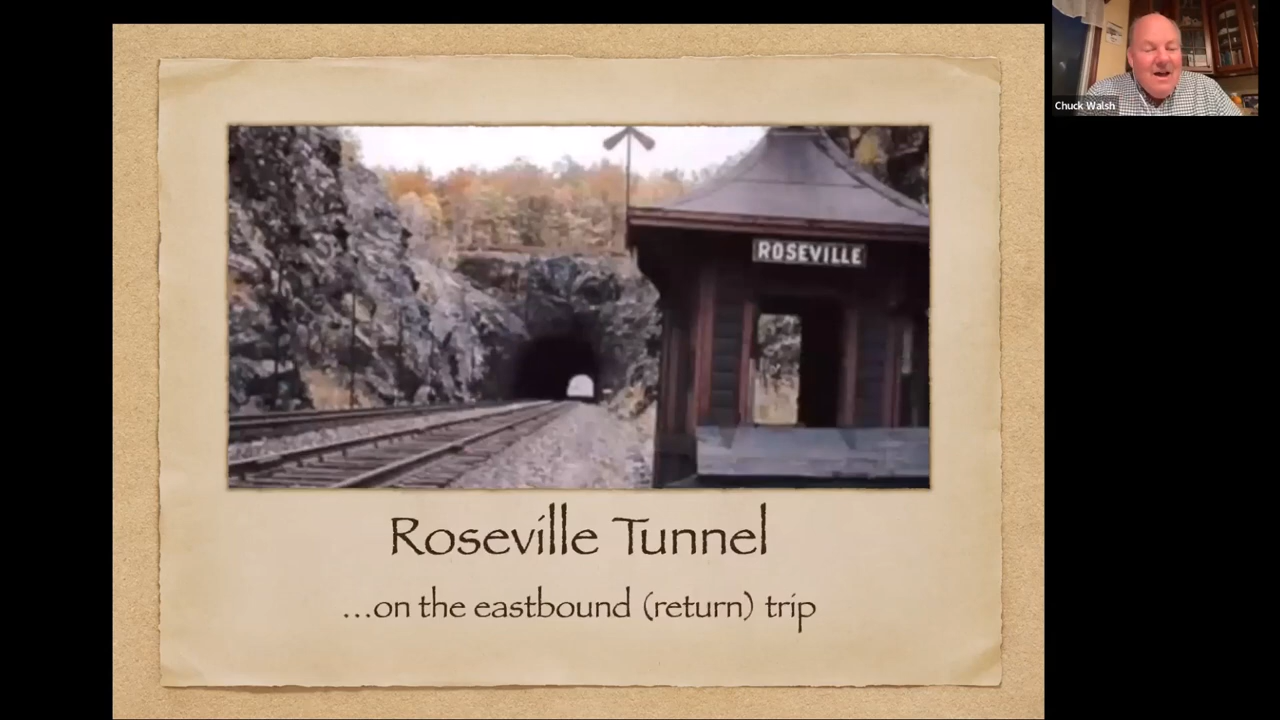 Chuck Walsh
ROSEVILLE
Roseville Tunnel
...on the eastbound (return) trip